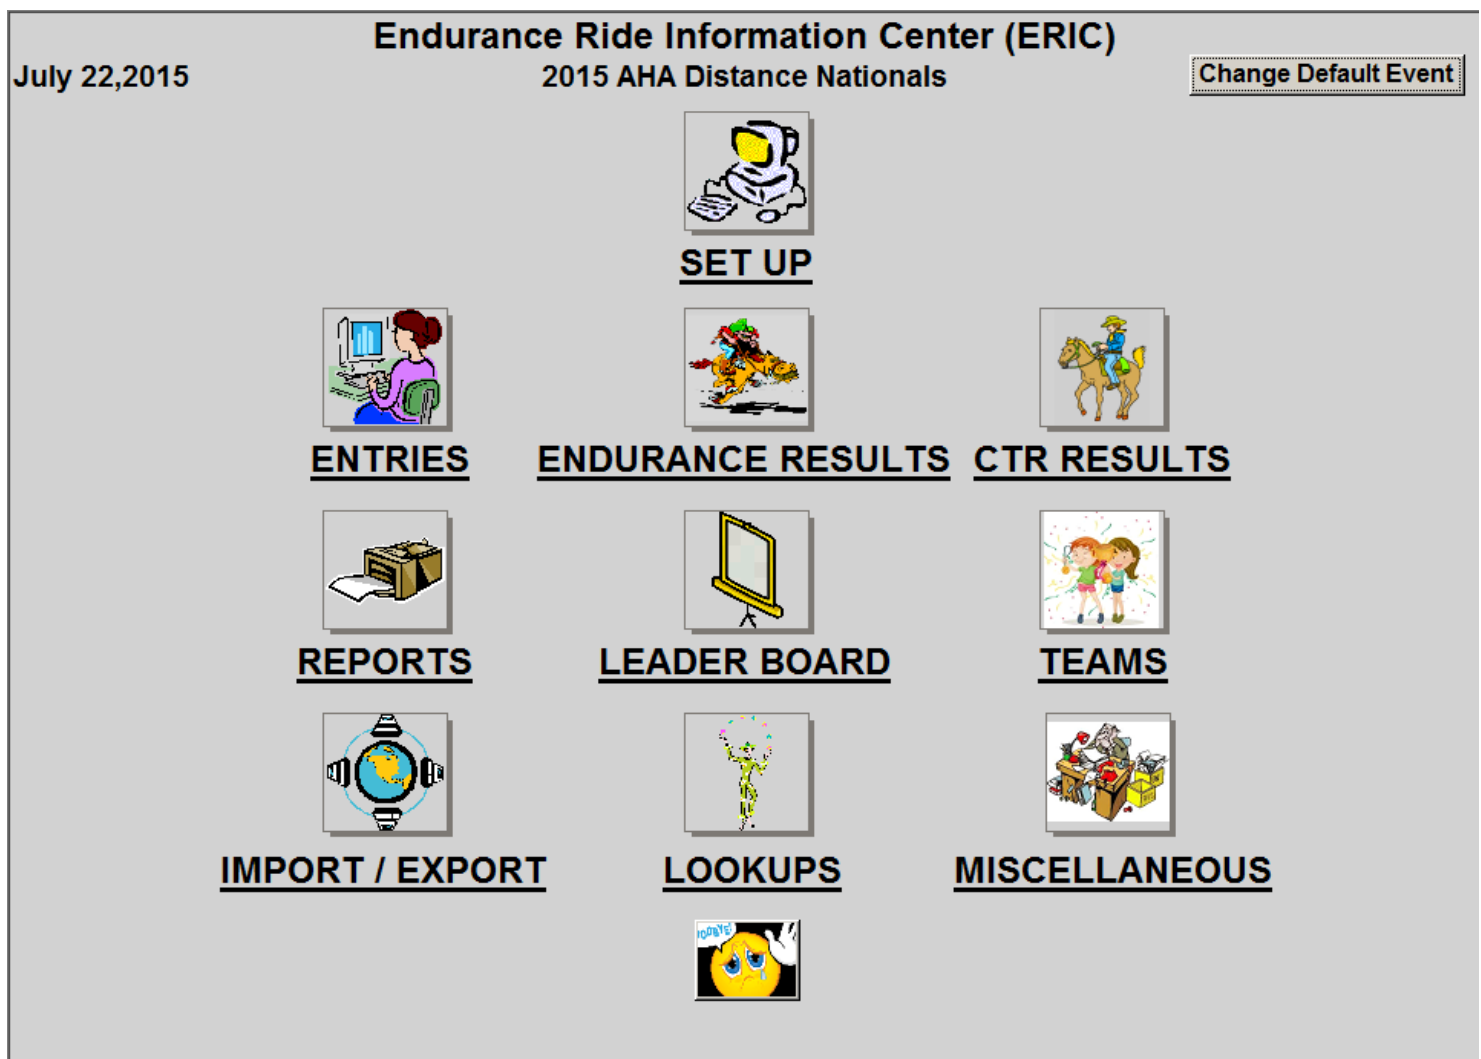 Endurance Ride Information Center (ERIC)
July 22,2015
2015 AHA Distance Nationals
Change Default Event
SET UP
ENTRIES
ENDURANCE RESULTS
CTR RESULTS
REPORTS
LEADER BOARD
TEAMS
IMPORT / EXPORT
LOOKUPS
MISCELLANEOUS